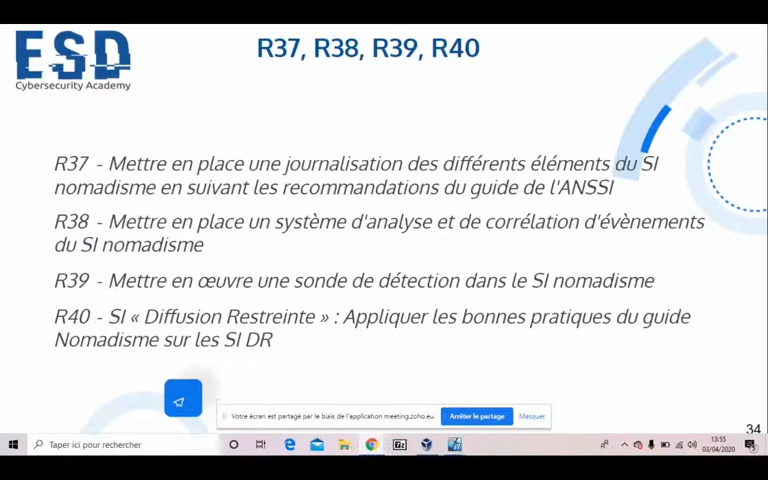 ESD
Cybersecurity Academy
R37, R38, R39, R40
R37 - Mettre en place une journalisation des différents éléments du SI
nomadisme en suivant les recommandations du guide de l'ANSSI
R38 - Mettre en place un système d'analyse et de corrélation d'évènements
du SI nomadisme
R39 - Mettre en œuvre une sonde de détection dans le SI nomadisme
R40 - SI « Diffusion Restreinte » : Appliquer les bonnes pratiques du guide
Nomadisme sur les SI DR
Votre écran est partagé par le biais de l'application meeting.zoho.eu.
Arrêter le partage
Masquer
34
Taper ici pour rechercher
13:55
03/04/2020